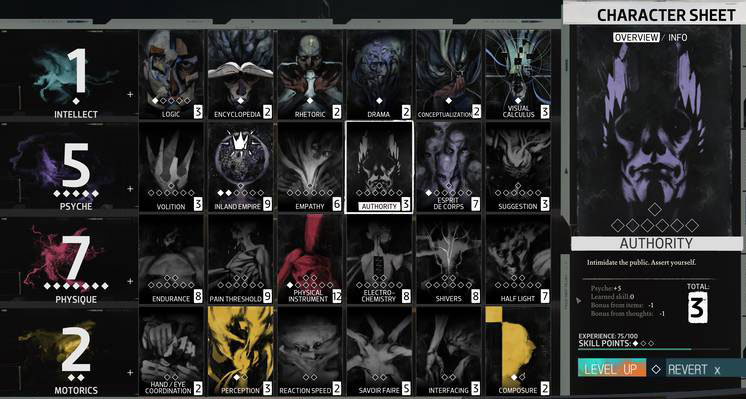 CHARACTER SHEET
OVERVIEW / INFO
1
INTELLECT
+
LOGIC 3
ENCYCLOPEDIA 2
RHETORIC 2
DRAMA 2
CONCEPTUALIZATION 2
VISUAL
CALCULUS 3
5
PSYCHE
+
VOLITION 3
INLAND EMPIRE 9
EMPATHY 6
AUTHORITY 3
ESPRIT
DE CORPS 7
SUGGESTION 3
7
PHYSIQUE
+
ENDURANCE 8
PAIN THRESHOLD 9
PHYSICAL
INSTRUMENT 12
ELECTRO-
CHEMISTRY 8
SHIVERS 8
HALF LIGHT 7
2
MOTORICS
+
HAND / EYE
COORDINATION 2
PERCEPTION 3
REACTION SPEED 2
SAVOIR FAIRE 5
INTERFACING 3
COMPOSURE 2
AUTHORITY
Intimidate the public. Assert yourself.
Psyche:+5
Learned skill:0
Bonus from items: -1
Bonus from thoughts: -1
TOTAL:
3
EXPERIENCE: 75/100
SKILL POINTS:
LEVEL UP
REVERT x